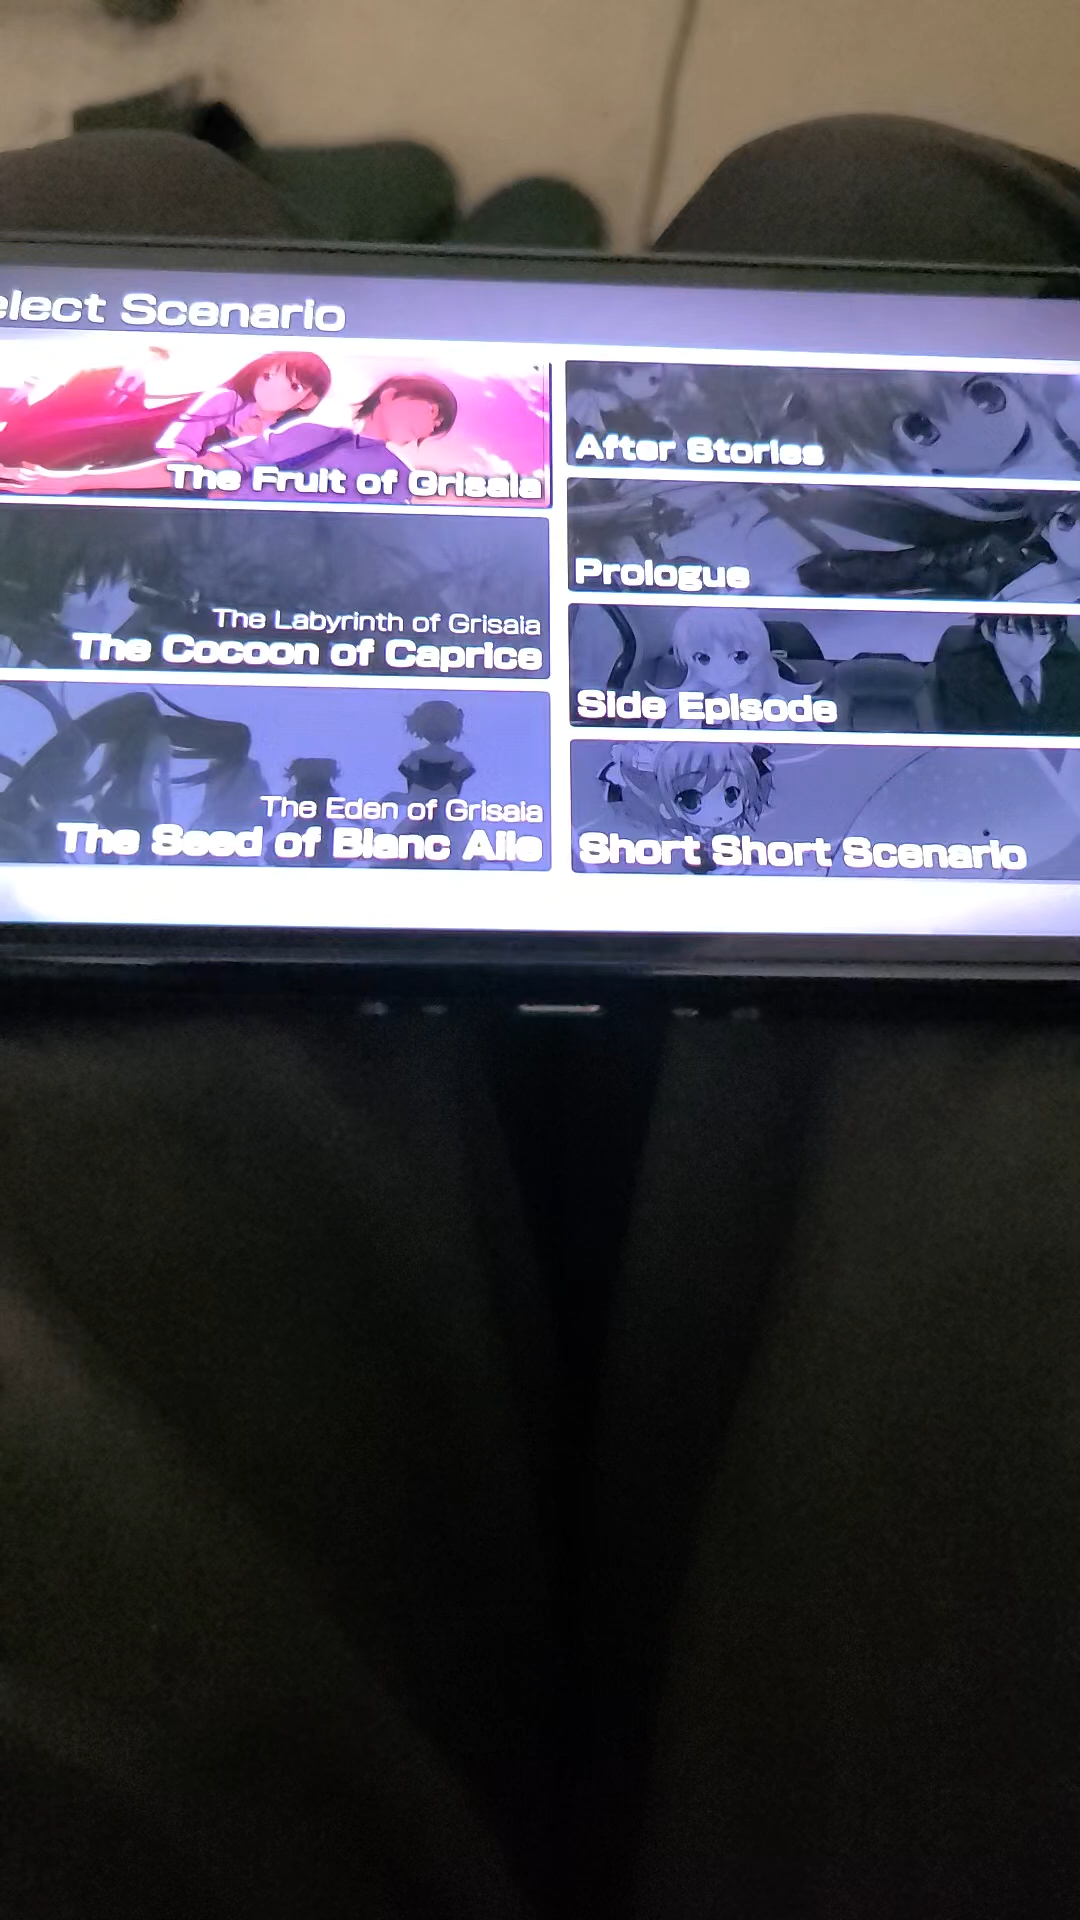 elect Scenario
The Fruit of Grisaia
The Labyrinth of Grisaia
The Cocoon of Caprice
The Eden of Grisaia
The Seed of Blanc Aile
After Stories
Prologue
Side Episode
Short Short Scenario